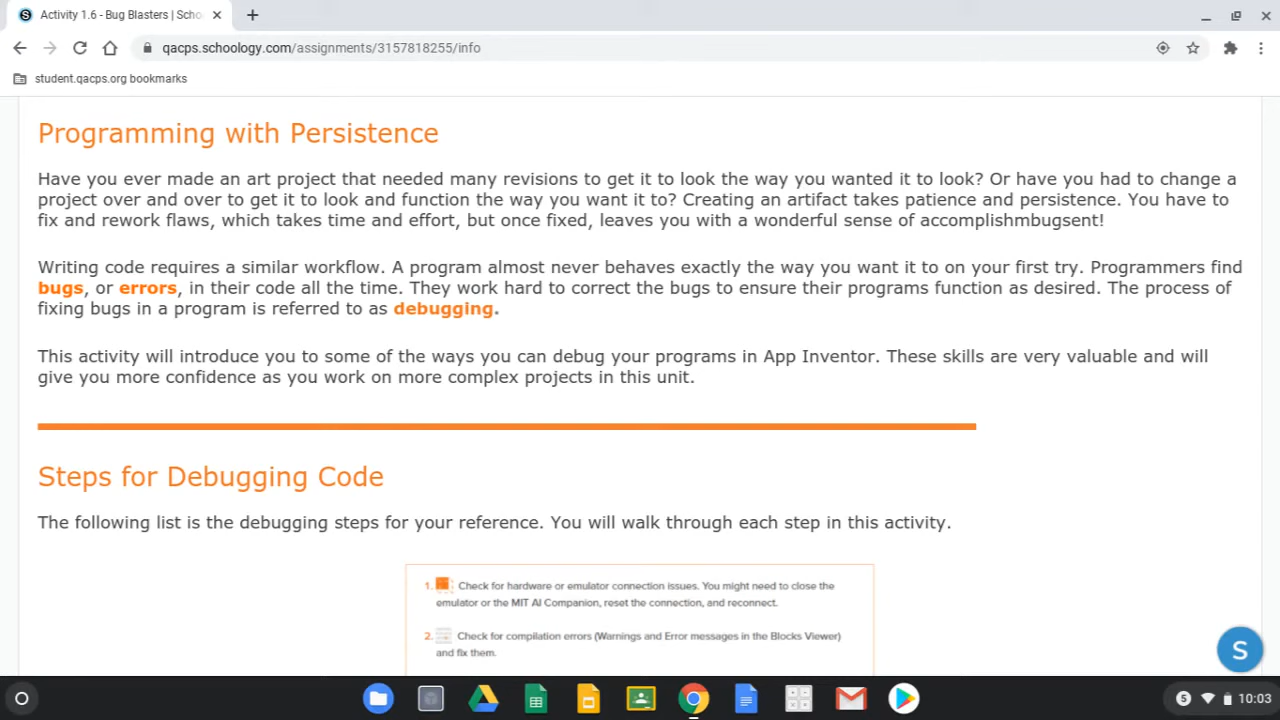 Activity 1.6 - Bug Blasters | Scho
qacps.schoology.com/assignments/3157818255/info
student.qacps.org bookmarks
Programming with Persistence
Have you ever made an art project that needed many revisions to get it to look the way you wanted it to look? Or have you had to change a
project over and over to get it to look and function the way you want it to? Creating an artifact takes patience and persistence. You have to
fix and rework flaws, which takes time and effort, but once fixed, leaves you with a wonderful sense of accomplishmbugsent!
Writing code requires a similar workflow. A program almost never behaves exactly the way you want it to on your first try. Programmers find
bugs, or errors, in their code all the time. They work hard to correct the bugs to ensure their programs function as desired. The process of
fixing bugs in a program is referred to as debugging.
This activity will introduce you to some of the ways you can debug your programs in App Inventor. These skills are very valuable and will
give you more confidence as you work on more complex projects in this unit.
Steps for Debugging Code
The following list is the debugging steps for your reference. You will walk through each step in this activity.
1. Check for hardware or emulator connection issues. You might need to close the
emulator or the MIT AI Companion, reset the connection, and reconnect.
2. Check for compilation errors (Warnings and Error messages in the Blocks Viewer)
and fix them.
S
5 10:03